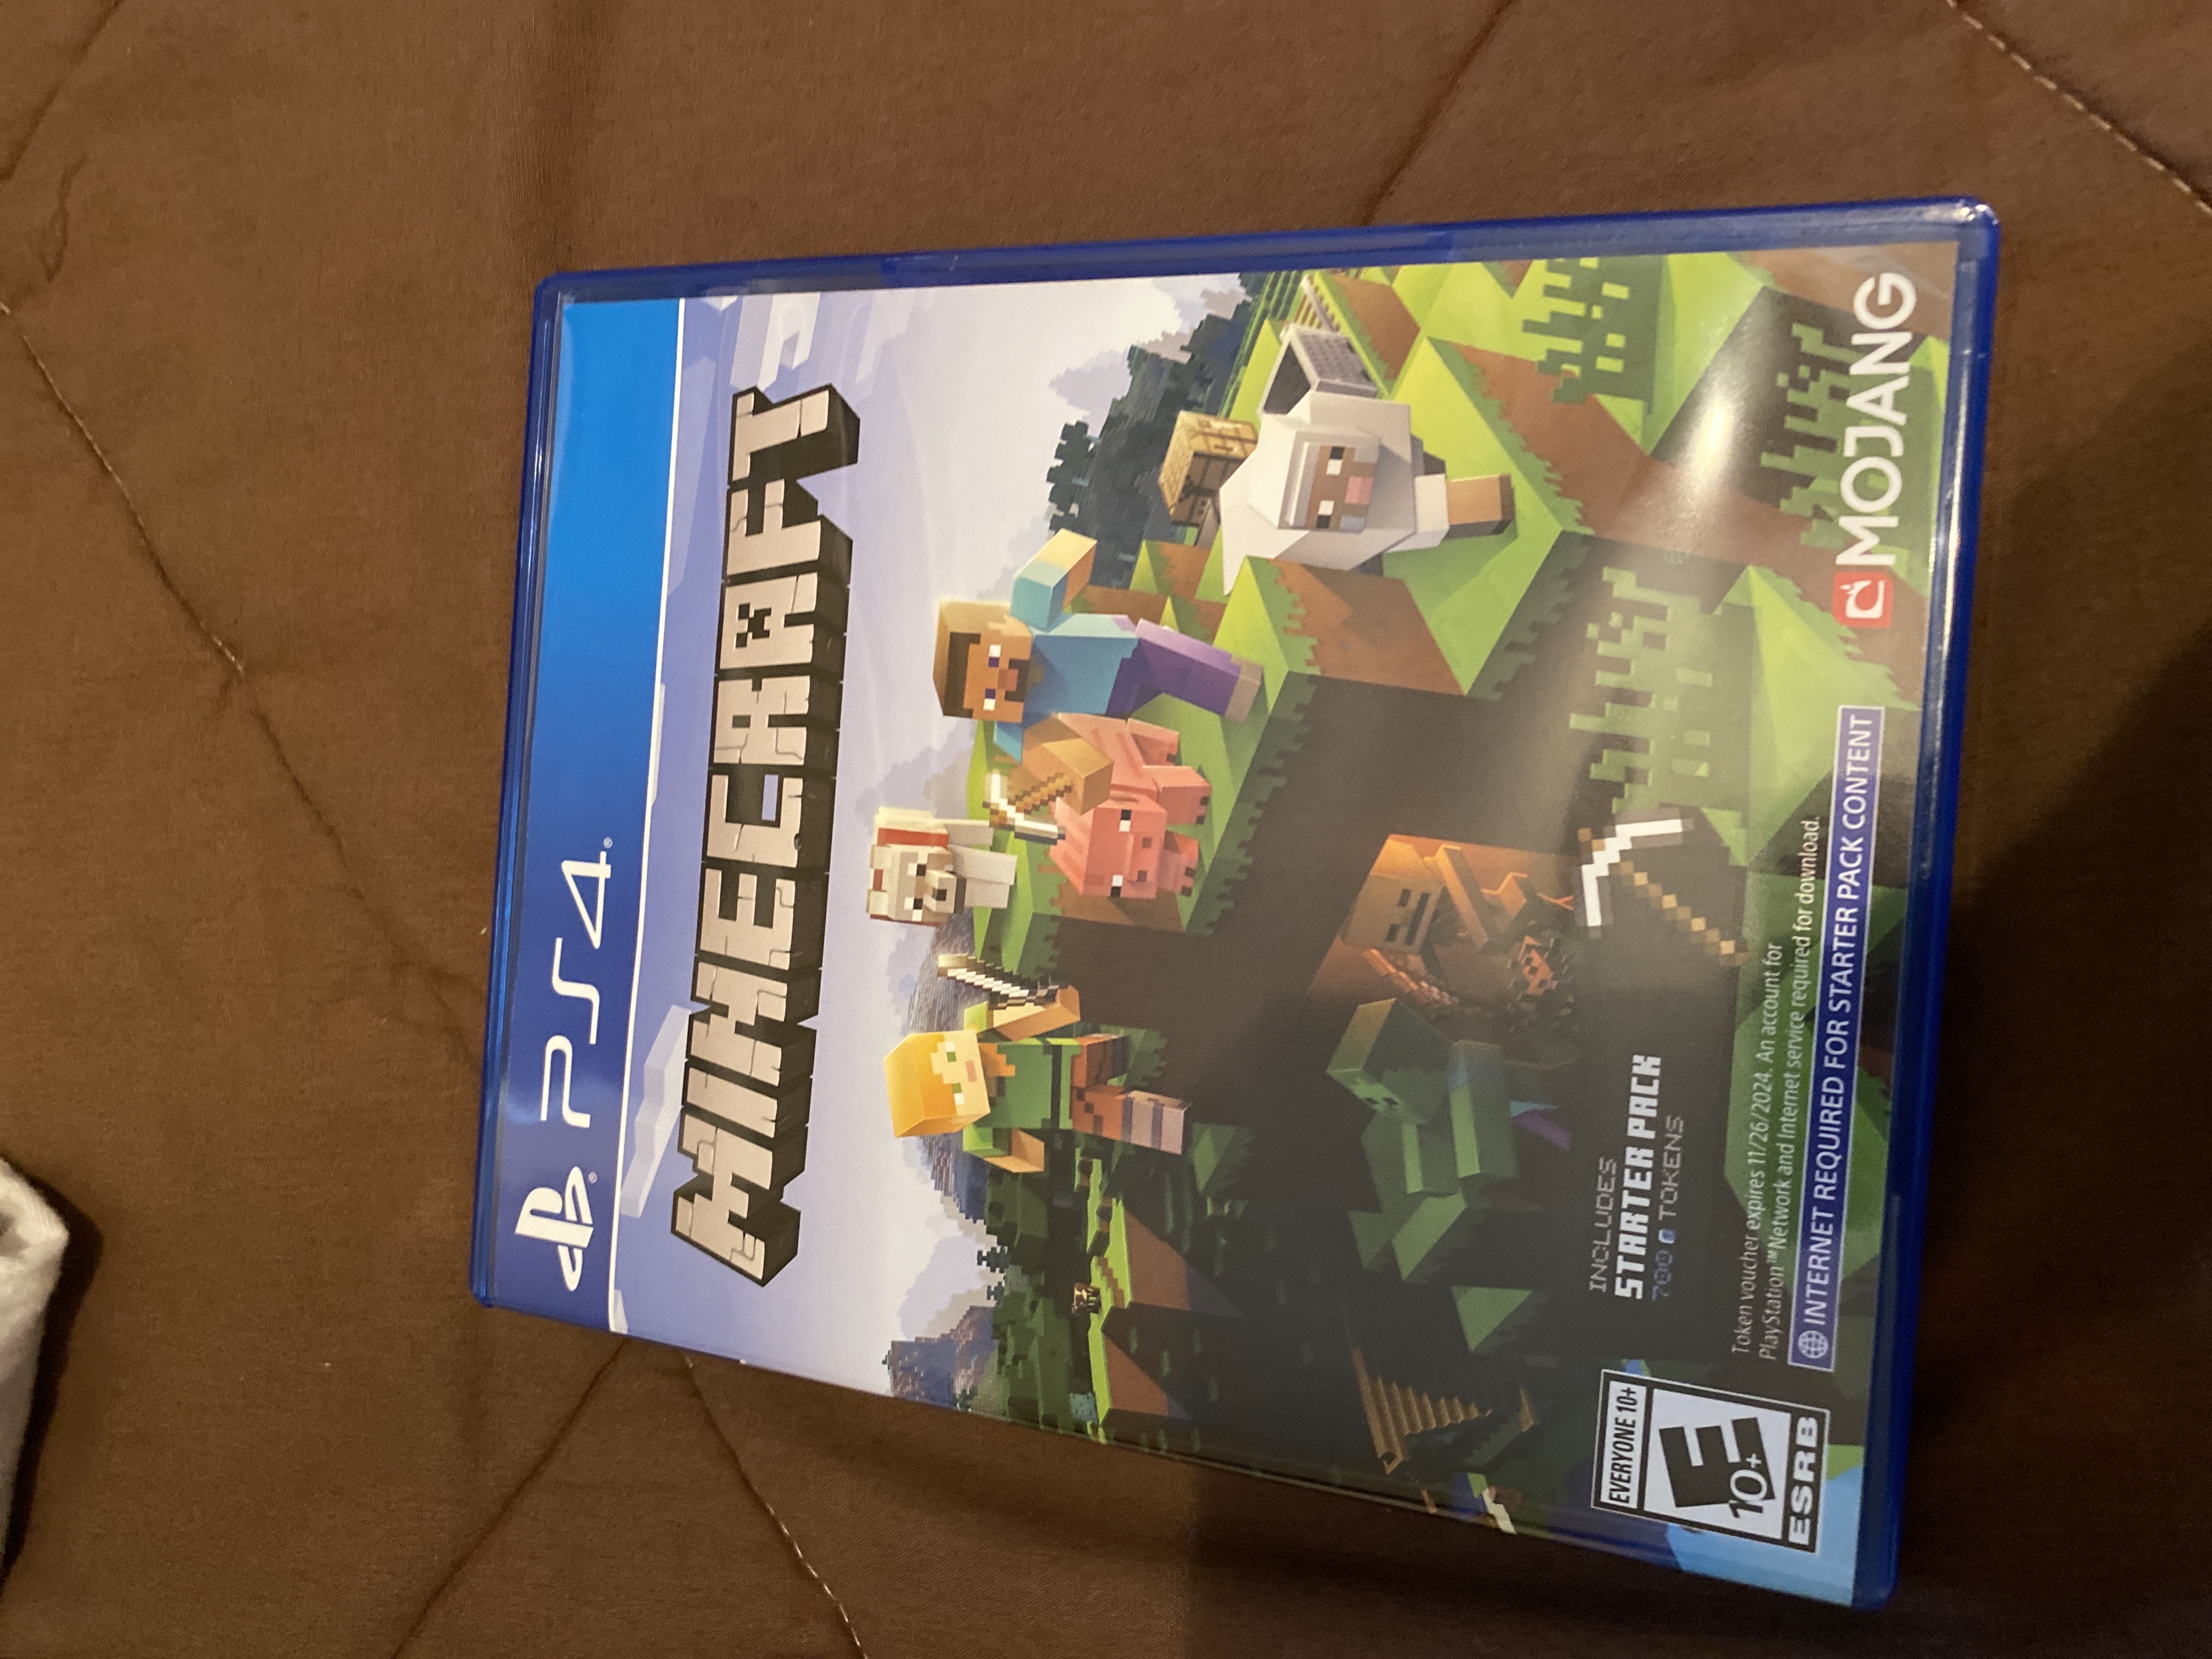 PS4
MINECRAFT
INCLUDES
STARTER PACK
700 TOKENS
EVERYONE 10+
E
10+
ESRB
Token voucher expires 11/26/2024. An account for
PlayStation™Network and Internet service required for download.
INTERNET REQUIRED FOR STARTER PACK CONTENT
MOJANG